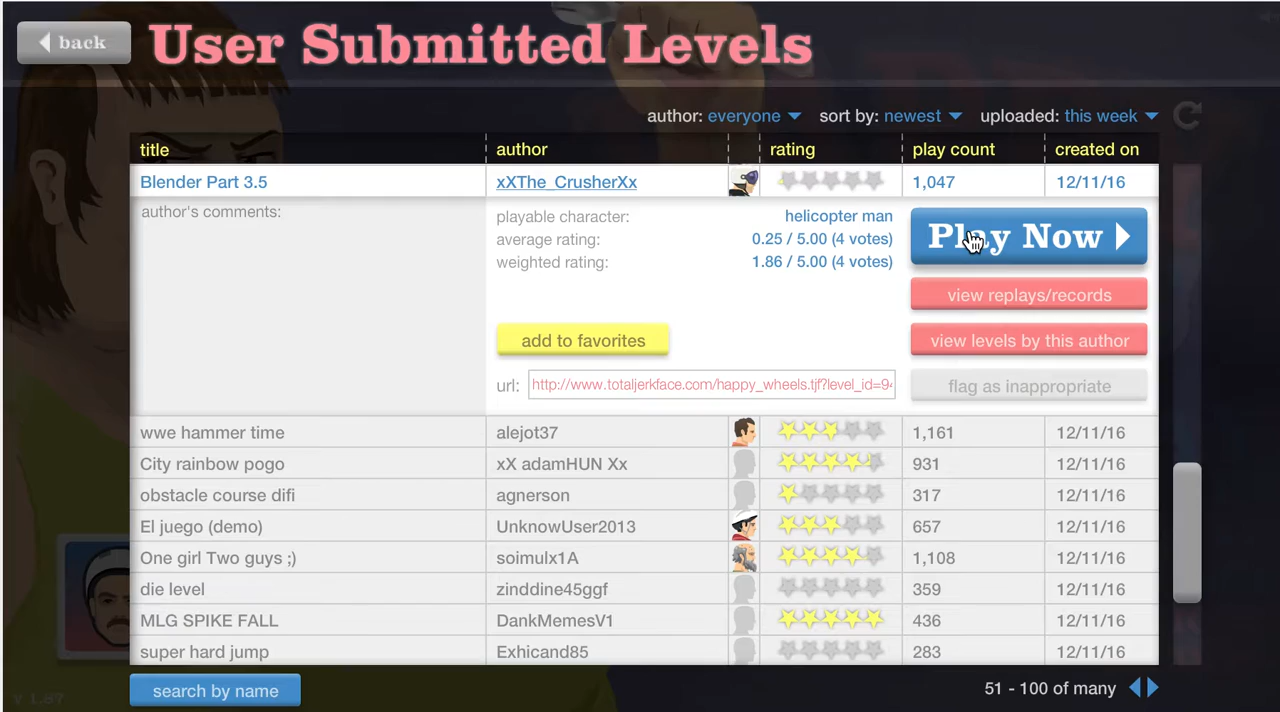 back
User Submitted Levels
author: everyone sort by: newest uploaded: this week
title author rating play count created on
Blender Part 3.5 xXThe_CrusherXx 1,047 12/11/16
author's comments:
playable character: helicopter man
average rating: 0.25 / 5.00 (4 votes)
weighted rating: 1.86 / 5.00 (4 votes)
Play Now
view replays/records
add to favorites
view levels by this author
url: http://www.totaljerkface.com/happy_wheels.tjf?level_id=94
flag as inappropriate
wwe hammer time alejot37 1,161 12/11/16
City rainbow pogo xX adamHUN Xx 931 12/11/16
obstacle course difi agnerson 317 12/11/16
El juego (demo) UnknowUser2013 657 12/11/16
One girl Two guys ;) soimulx1A 1,108 12/11/16
die level zinddine45ggf 359 12/11/16
MLG SPIKE FALL DankMemesV1 436 12/11/16
super hard jump Exhicand85 283 12/11/16
search by name
51 - 100 of many
v 1.87